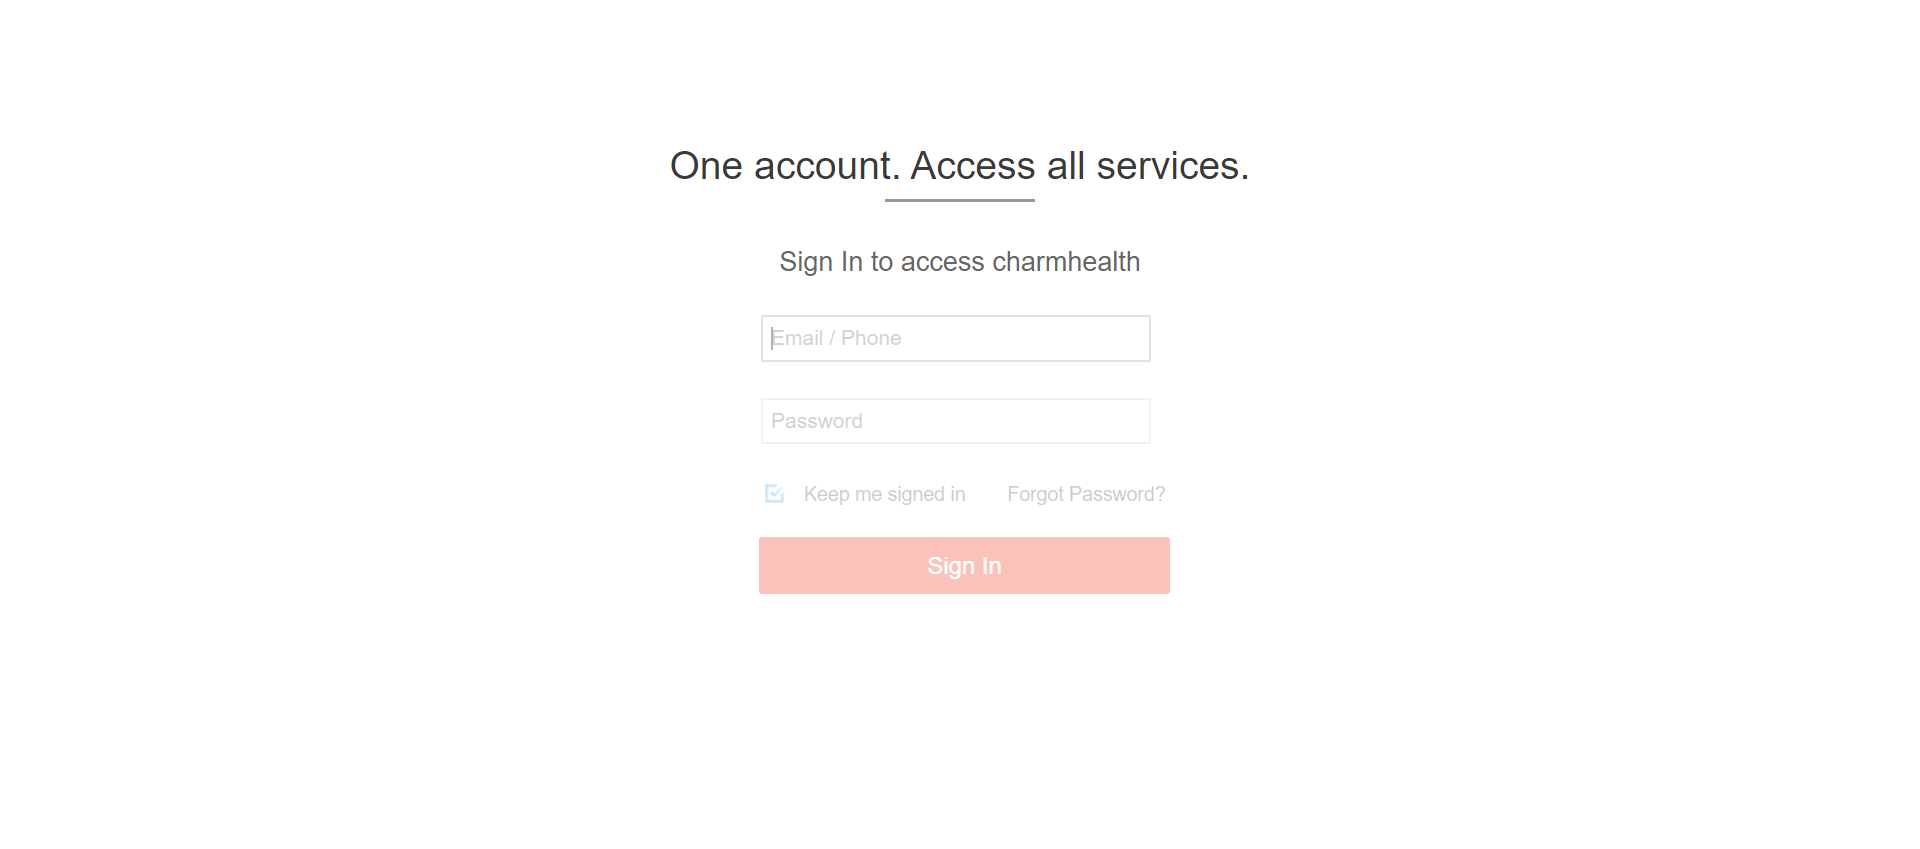 One account. Access all services.
Sign In to access charmhealth
Email / Phone
Password
Keep me signed in Forgot Password?
Sign In